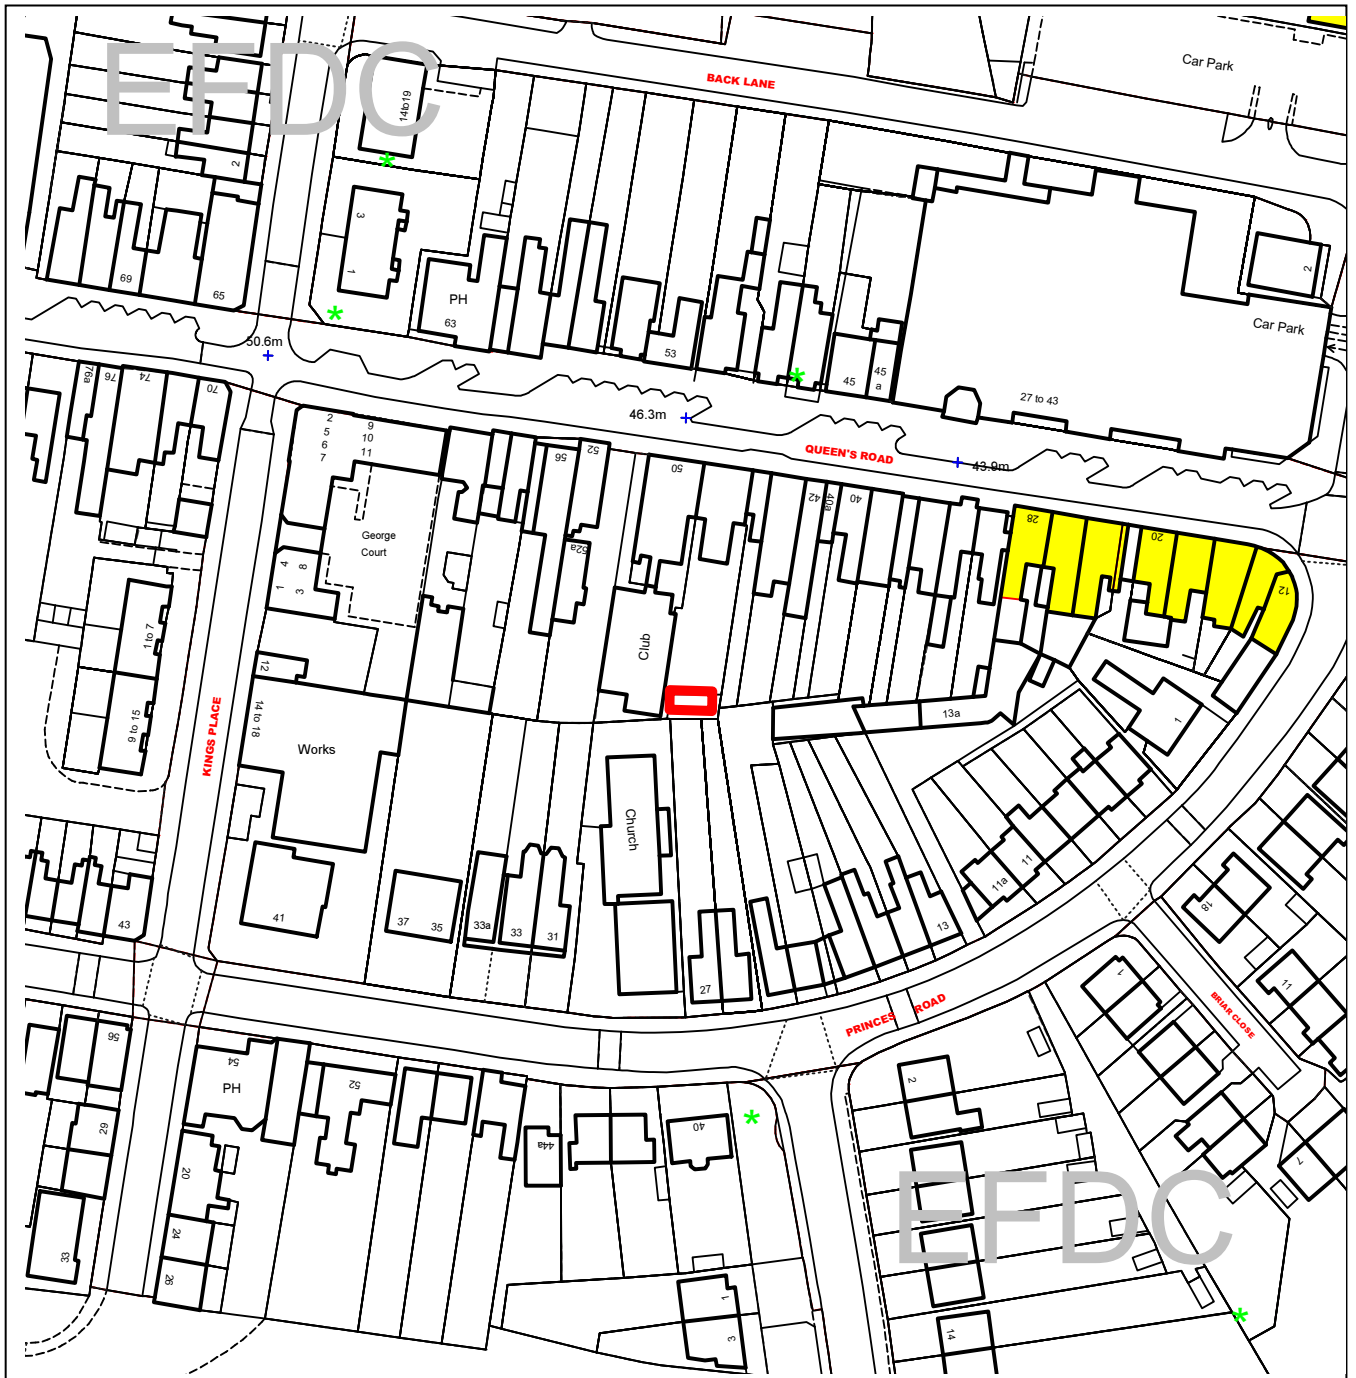 EFDC
BACK LANE
Car Park
14to19
2
3
1
69
65
PH
63
53
45
45
a
2
Car Park
27 to 43
50.6m
46.3m
QUEEN'S ROAD
43.9m
76a
76
74
70
2
5
6
7
9
10
11
George
Court
4
8
1
3
56
52
52a
50
42
40a
40
28
20
12
Club
1 to 7
9 to 15
12
14 to 18
KINGS PLACE
Works
13a
1
Church
41
37
35
33a
33
31
27
13
11a
11
18
43
PRINCES ROAD
1
11
BRIAR CLOSE
56
54
PH
52
29
20
24
26
33
44a
40
2
7
EFDC
1
3
14